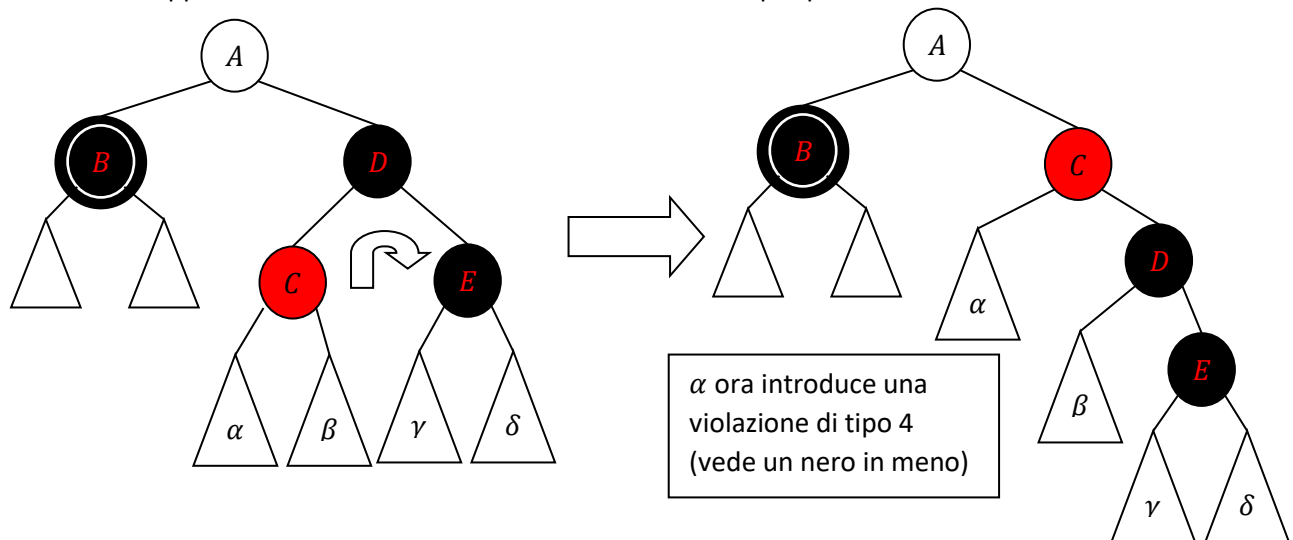 A A
B D B C
C E D
α
E
α β γ δ β
α ora introduce una
violazione di tipo 4
(vede un nero in meno)
γ δ